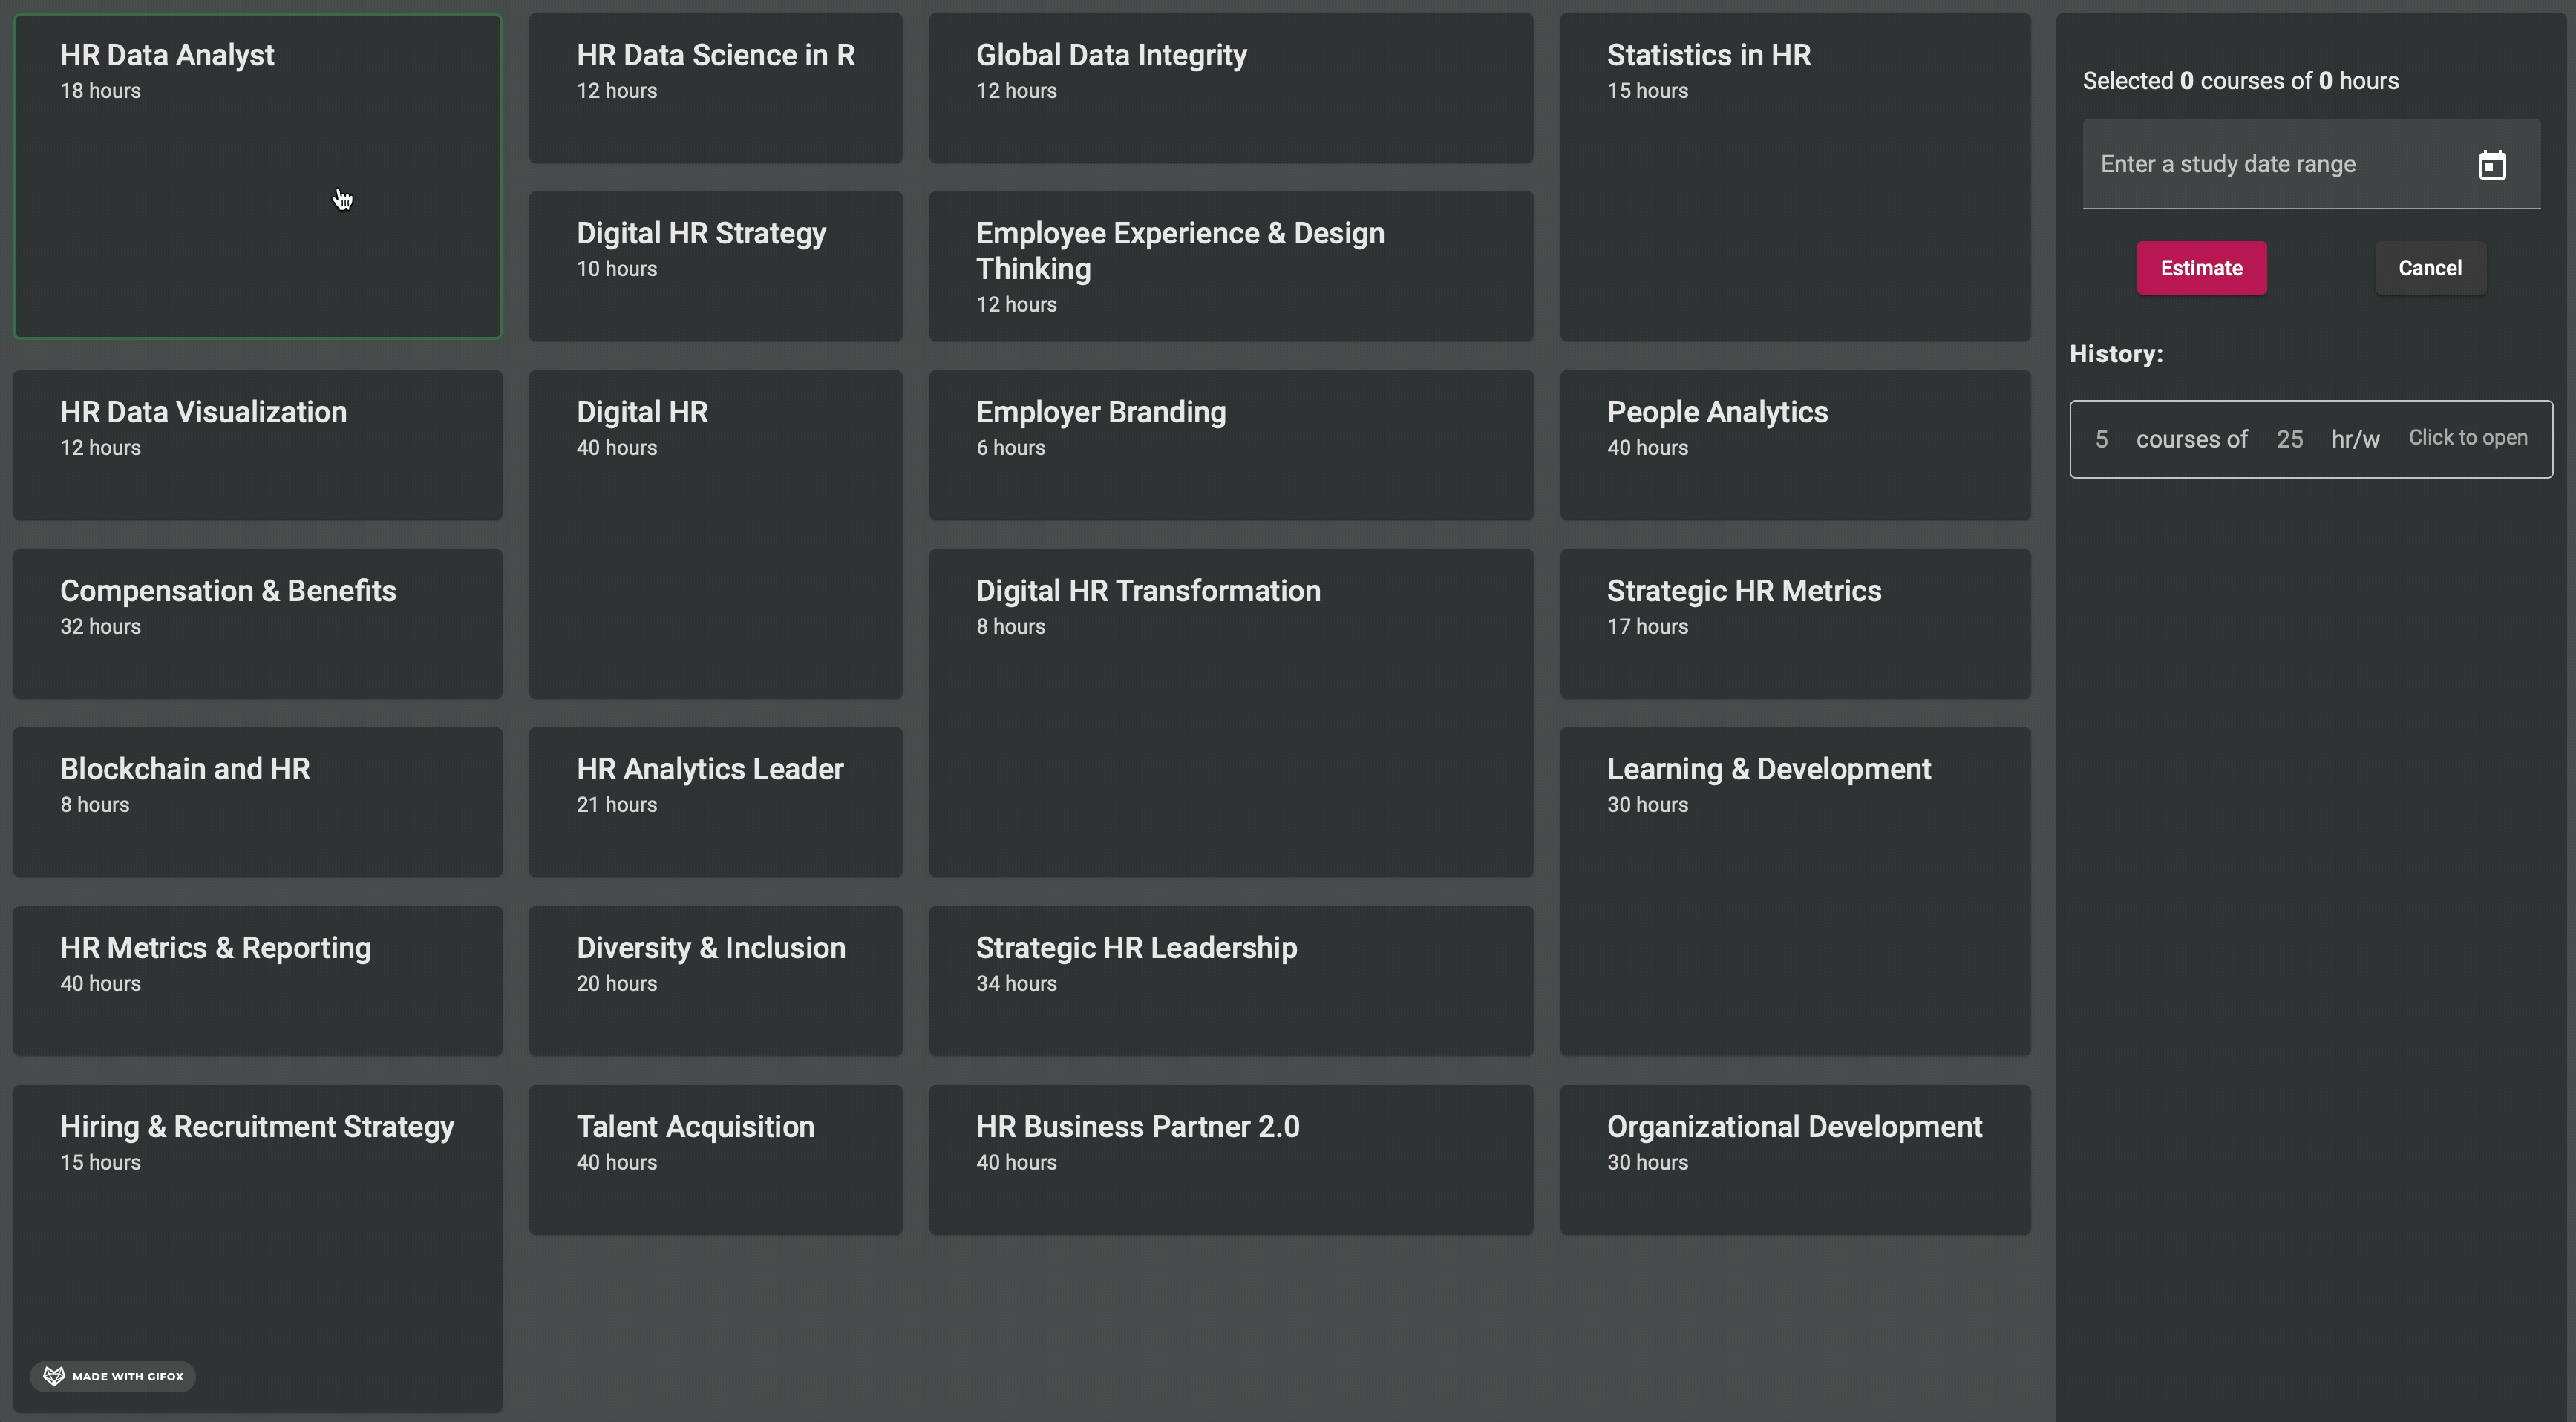 HR Data Analyst
18 hours
HR Data Science in R
12 hours
Global Data Integrity
12 hours
Statistics in HR
15 hours
Digital HR Strategy
10 hours
Employee Experience & Design
Thinking
12 hours
HR Data Visualization
12 hours
Digital HR
40 hours
Employer Branding
6 hours
People Analytics
40 hours
Compensation & Benefits
32 hours
Digital HR Transformation
8 hours
Strategic HR Metrics
17 hours
Blockchain and HR
8 hours
HR Analytics Leader
21 hours
Learning & Development
30 hours
HR Metrics & Reporting
40 hours
Diversity & Inclusion
20 hours
Strategic HR Leadership
34 hours
Hiring & Recruitment Strategy
15 hours
Talent Acquisition
40 hours
HR Business Partner 2.0
40 hours
Organizational Development
30 hours
MADE WITH GIFOX
Selected 0 courses of 0 hours
Enter a study date range
Estimate
Cancel
History:
5 courses of 25 hr/w Click to open